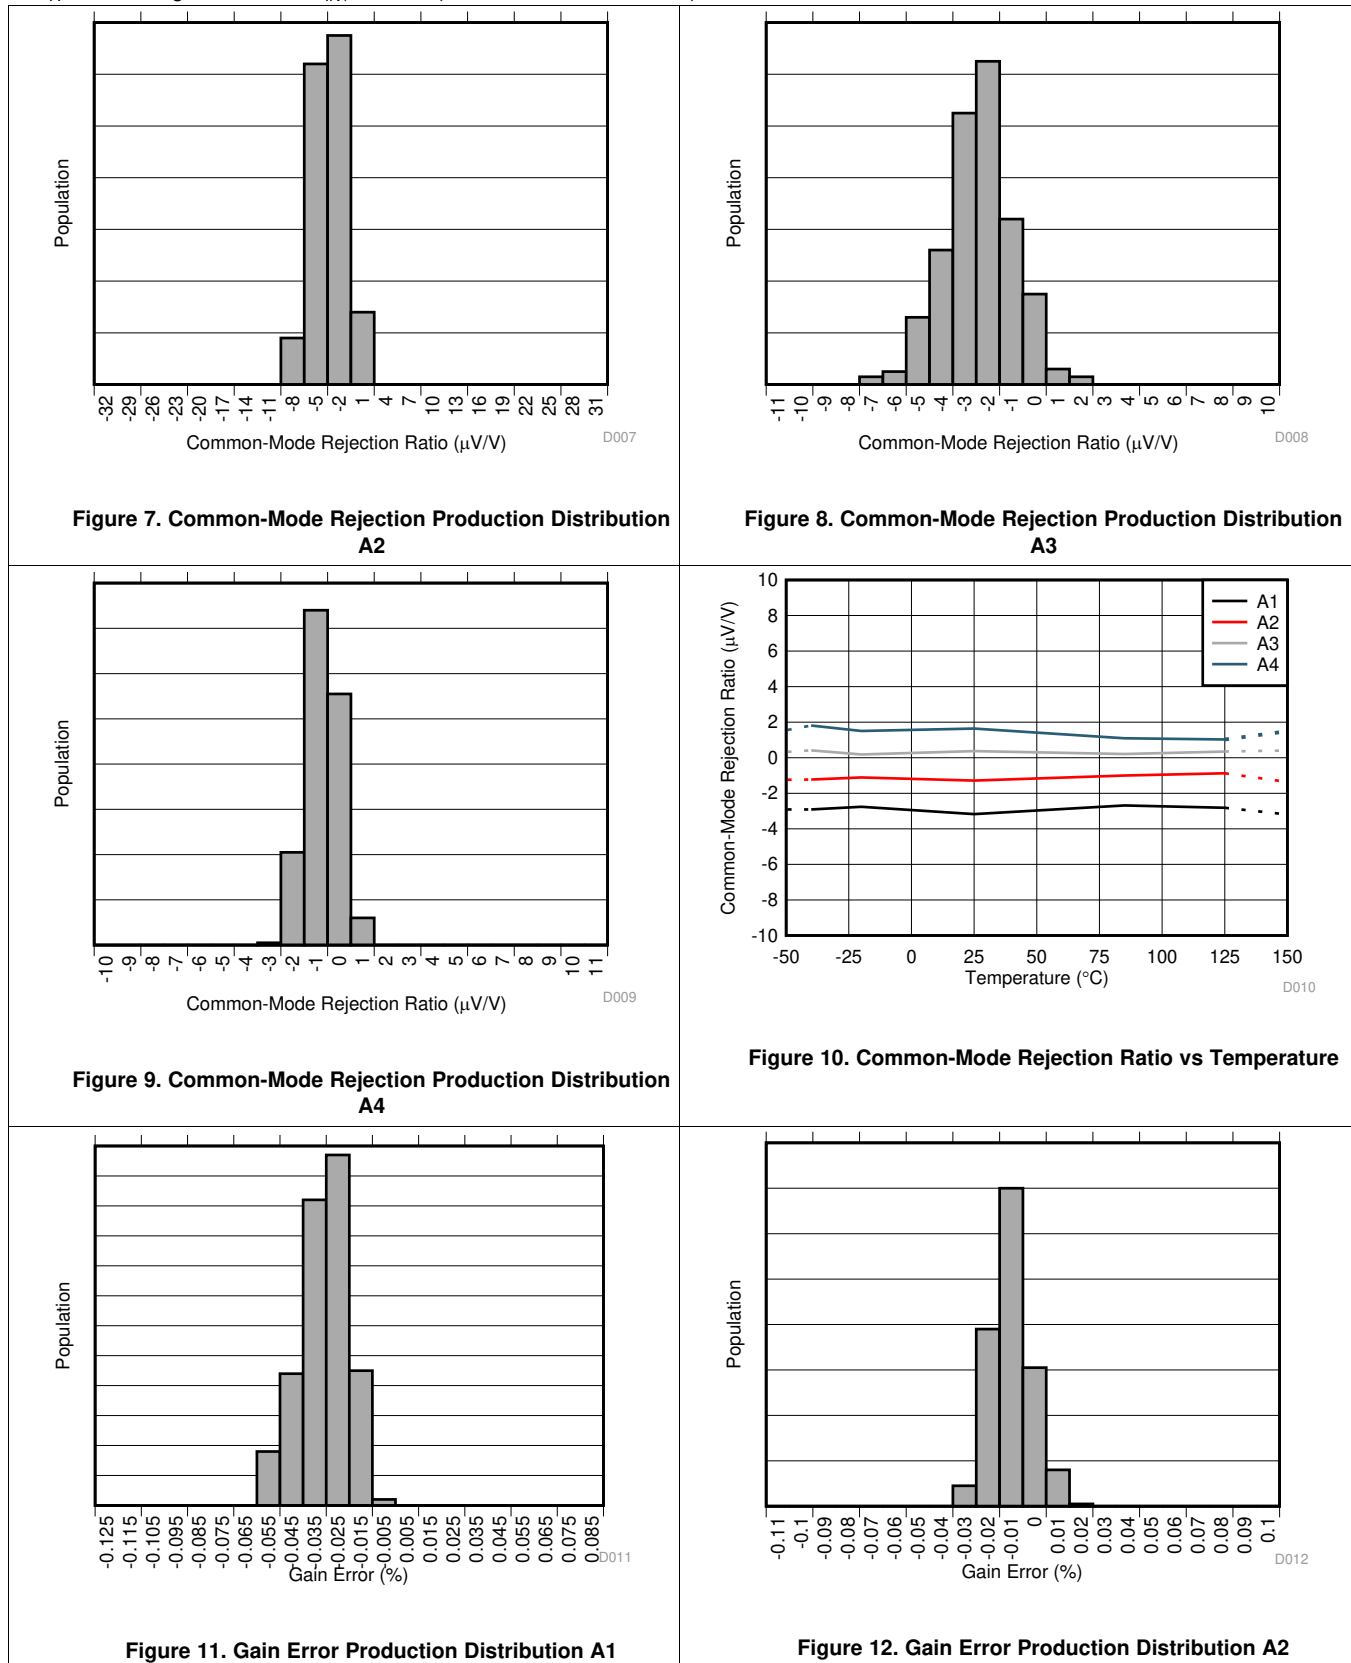 Population
-32 -29 -26 -23 -20 -17 -14 -11 -8 -5 -2 1 4 7 10 13 16 19 22 25 28 31
Common-Mode Rejection Ratio (µV/V)
D007
Figure 7. Common-Mode Rejection Production Distribution
A2
Population
-11 -10 -9 -8 -7 -6 -5 -4 -3 -2 -1 0 1 2 3 4 5 6 7 8 9 10
Common-Mode Rejection Ratio (µV/V)
D008
Figure 8. Common-Mode Rejection Production Distribution
A3
Population
-10 -9 -8 -7 -6 -5 -4 -3 -2 -1 0 1 2 3 4 5 6 7 8 9 10 11
Common-Mode Rejection Ratio (µV/V)
D009
Figure 9. Common-Mode Rejection Production Distribution
A4
Common-Mode Rejection Ratio (µV/V)
10
8
6
4
2
0
-2
-4
-6
-8
-10
A1
A2
A3
A4
-50 -25 0 25 50 75 100 125 150
Temperature (°C)
D010
Figure 10. Common-Mode Rejection Ratio vs Temperature
Population
-0.125 -0.115 -0.105 -0.095 -0.085 -0.075 -0.065 -0.055 -0.045 -0.035 -0.025 -0.015 -0.005 0.005 0.015 0.025 0.035 0.045 0.055 0.065 0.075 0.085
Gain Error (%)
D011
Figure 11. Gain Error Production Distribution A1
Population
-0.11 -0.1 -0.09 -0.08 -0.07 -0.06 -0.05 -0.04 -0.03 -0.02 -0.01 0 0.01 0.02 0.03 0.04 0.05 0.06 0.07 0.08 0.09 0.1
Gain Error (%)
D012
Figure 12. Gain Error Production Distribution A2